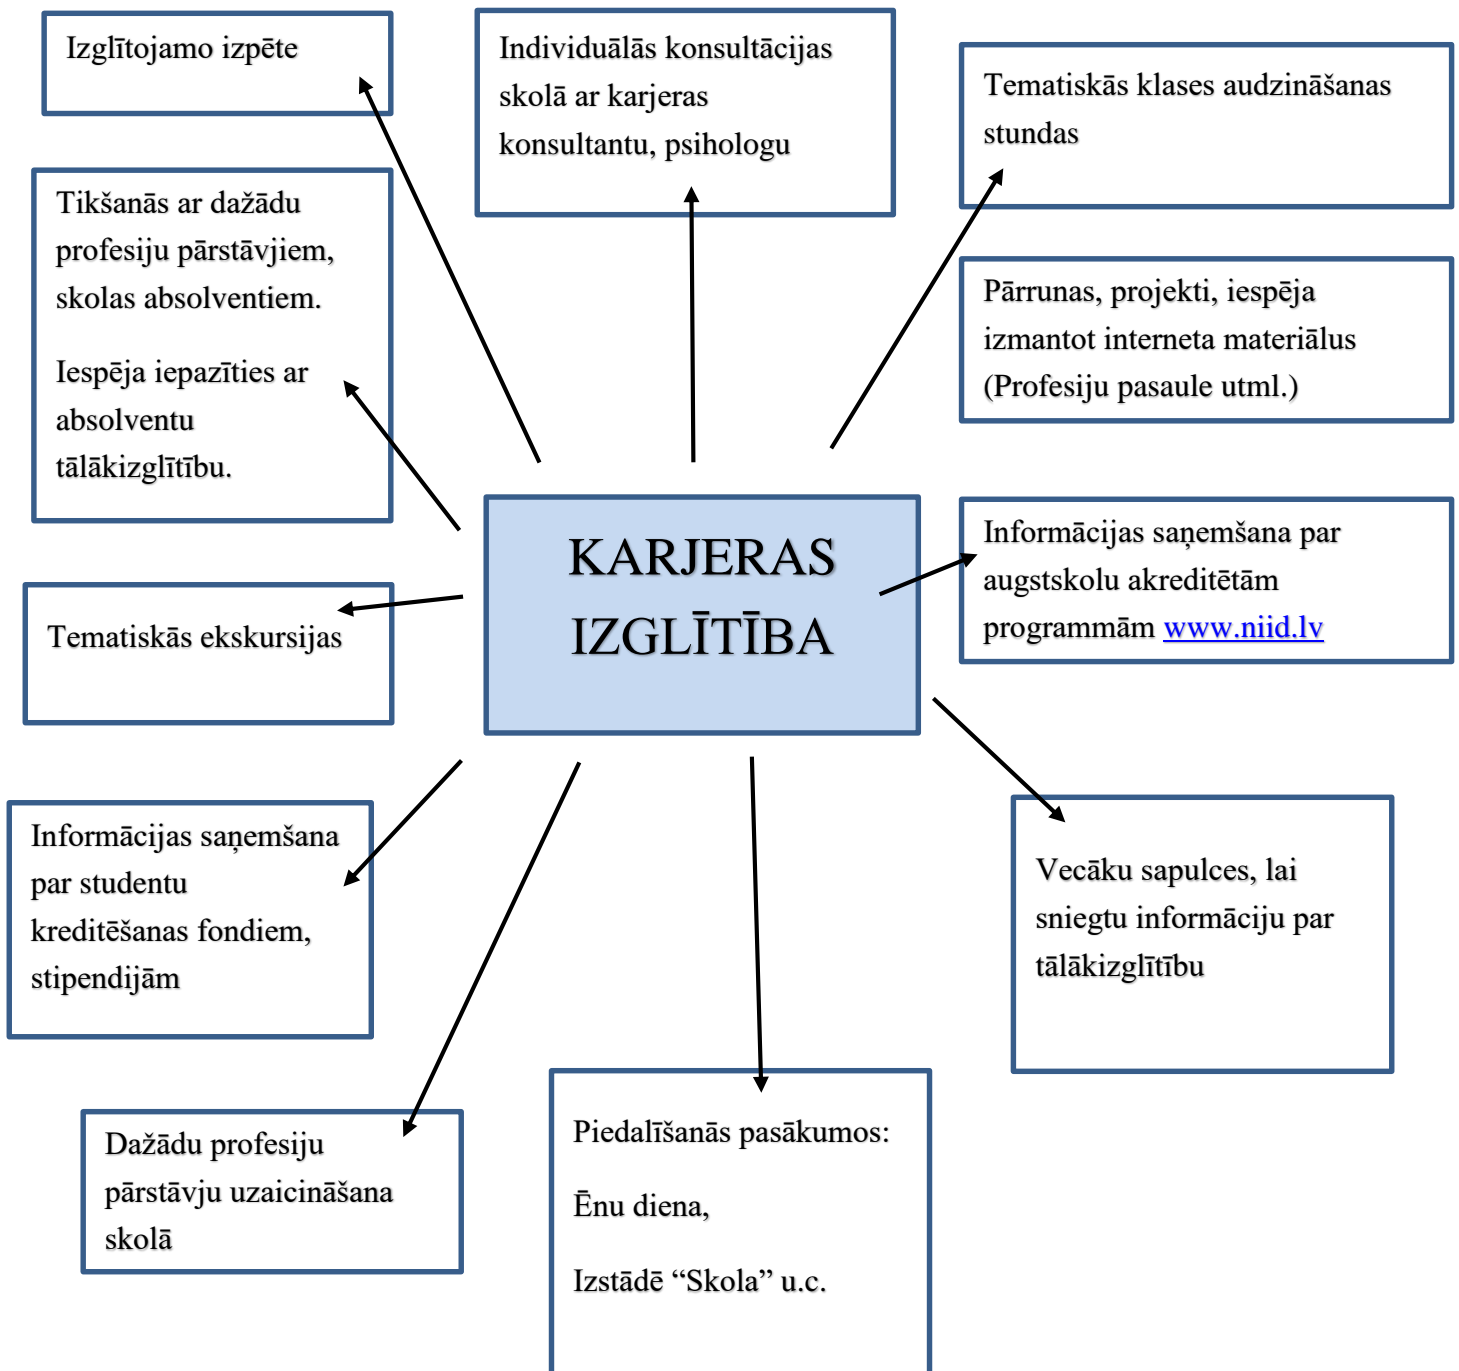 Izglītojamo izpēte
Individuālās konsultācijas
skolā ar karjeras
konsultantu, psihologu
Tematiskās klases audzināšanas
stundas
Tikšanās ar dažādu
profesiju pārstāvjiem,
skolas absolventiem.
Iespēja iepazīties ar
absolventu
tālākizglītību.
Pārrunas, projekti, iespēja
izmantot interneta materiālus
(Profesiju pasaule utml.)
KARJERAS
IZGLĪTĪBA
Informācijas saņemšana par
augstskolu akreditētām
programmām www.niid.lv
Tematiskās ekskursijas
Informācijas saņemšana
par studentu
kreditēšanas fondiem,
stipendijām
Vecāku sapulces, lai
sniegtu informāciju par
tālākizglītību
Dažādu profesiju
pārstāvju uzaicināšana
skolā
Piedalīšanās pasākumos:
Ēnu diena,
Izstādē “Skola” u.c.